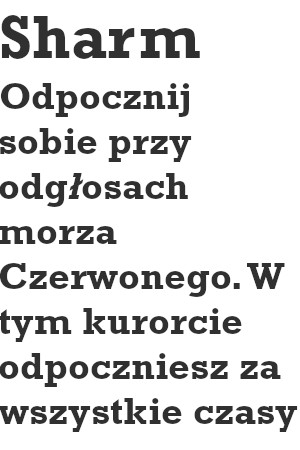 Sharm
Odpocznij
sobie przy
odgłosach
morza
Czerwonego. W
tym kurorcie
odpoczniesz za
wszystkie czasy